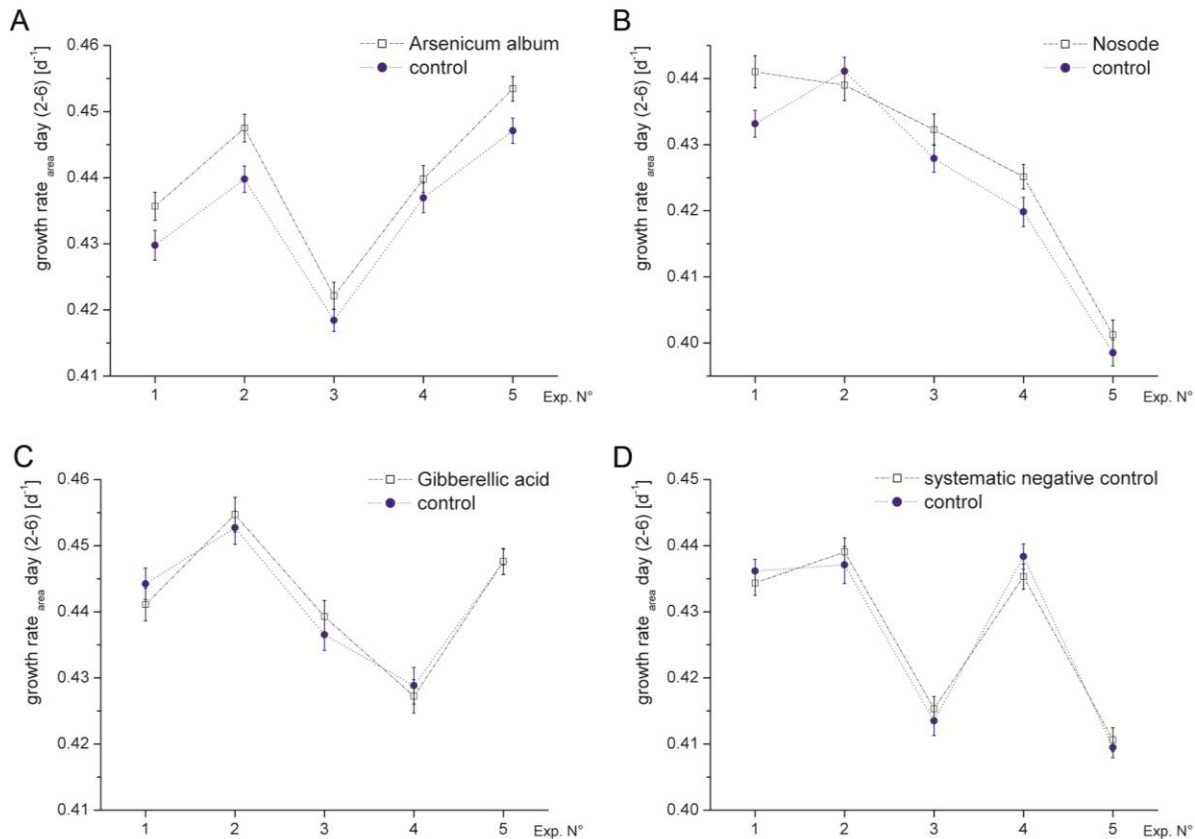 A
Arsenicum album
control
growth rate area day (2-6) [d-1]
0.46
0.45
0.44
0.43
0.42
0.41
1 2 3 4 5 Exp. N°
B
Nosode
control
growth rate area day (2-6) [d-1]
0.44
0.43
0.42
0.41
0.40
1 2 3 4 5 Exp. N°
C
Gibberellic acid
control
growth rate area day (2-6) [d-1]
0.46
0.45
0.44
0.43
0.42
0.41
1 2 3 4 5 Exp. N°
D
systematic negative control
control
growth rate area day (2-6) [d-1]
0.45
0.44
0.43
0.42
0.41
0.40
1 2 3 4 5 Exp. N°